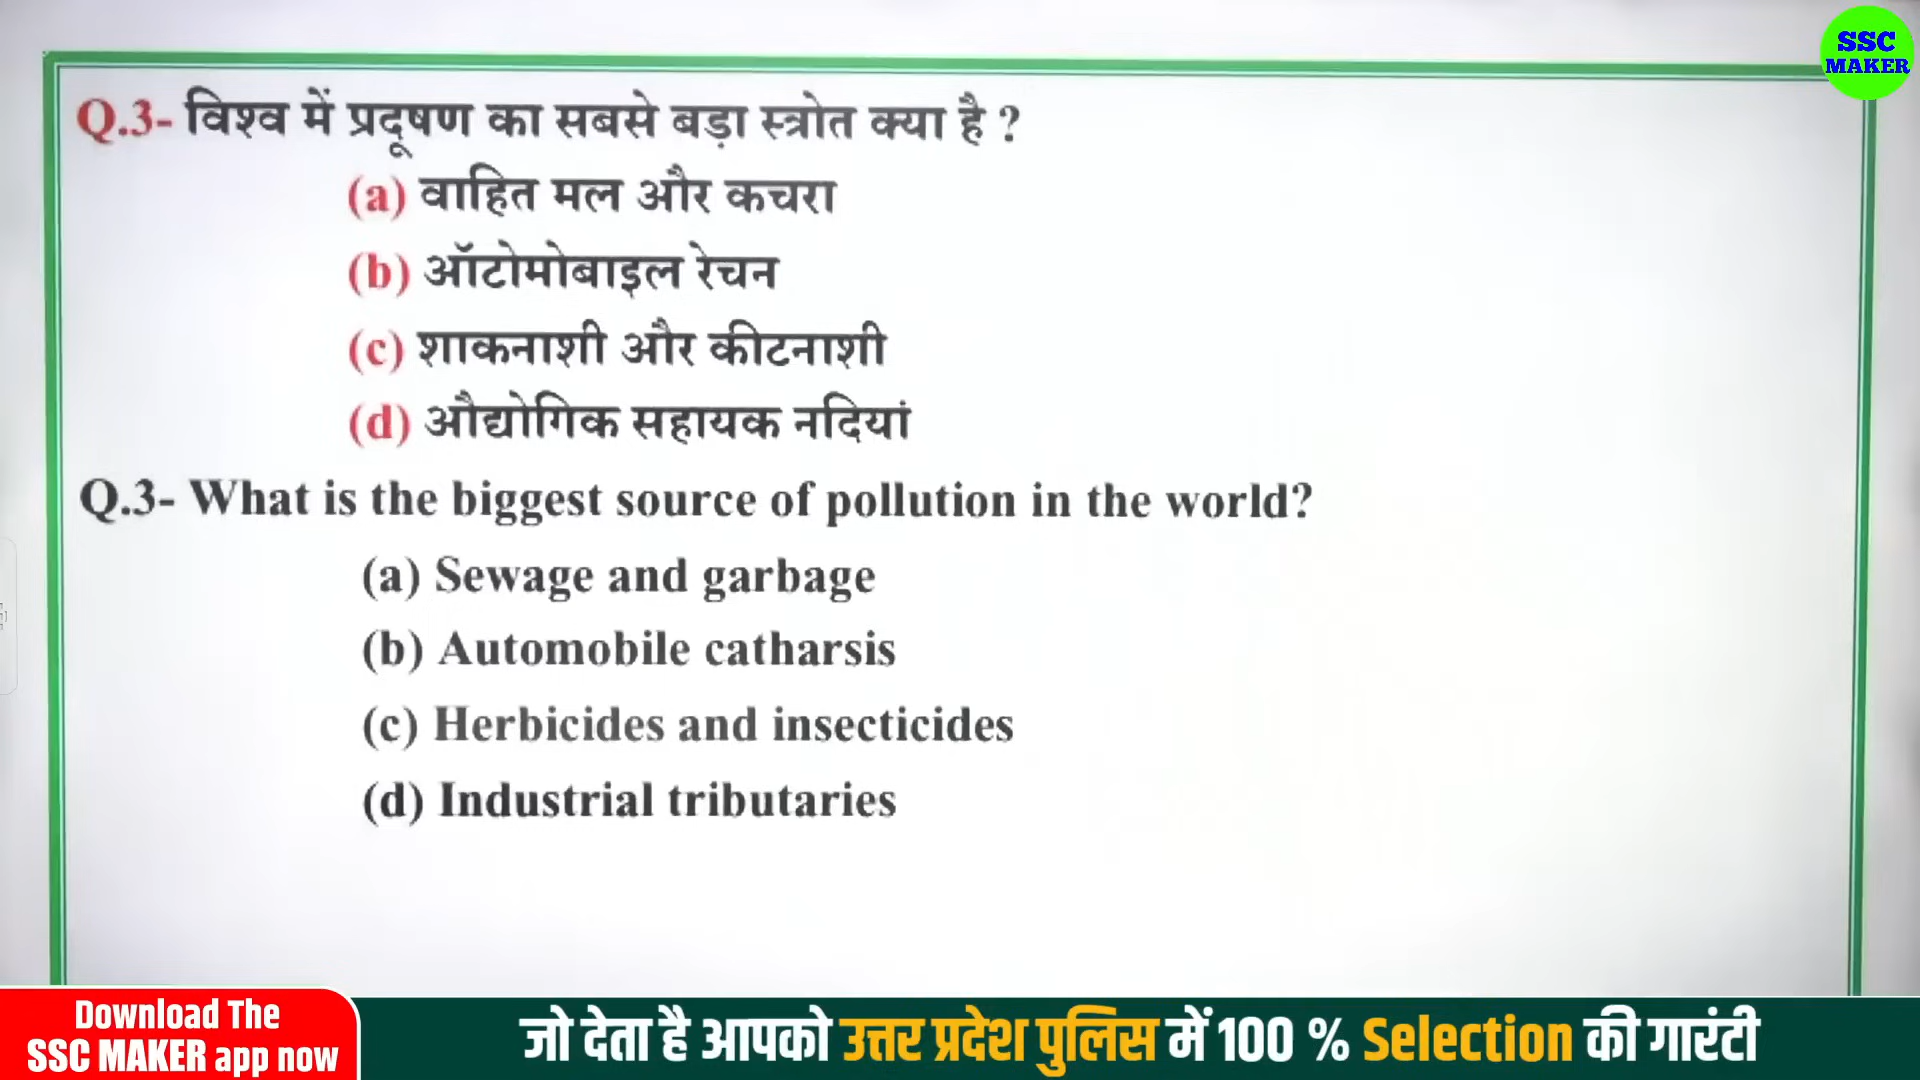 SSC
MAKER
Q.3- विश्व में प्रदूषण का सबसे बड़ा स्त्रोत क्या है ?
(a) वाहित मल और कचरा
(b) ऑटोमोबाइल रेचन
(c) शाकनाशी और कीटनाशी
(d) औद्योगिक सहायक नदियां
Q.3- What is the biggest source of pollution in the world?
(a) Sewage and garbage
(b) Automobile catharsis
(c) Herbicides and insecticides
(d) Industrial tributaries
Download The
SSC MAKER app now
जो देता है आपको उत्तर प्रदेश पुलिस में 100 % Selection की गारंटी